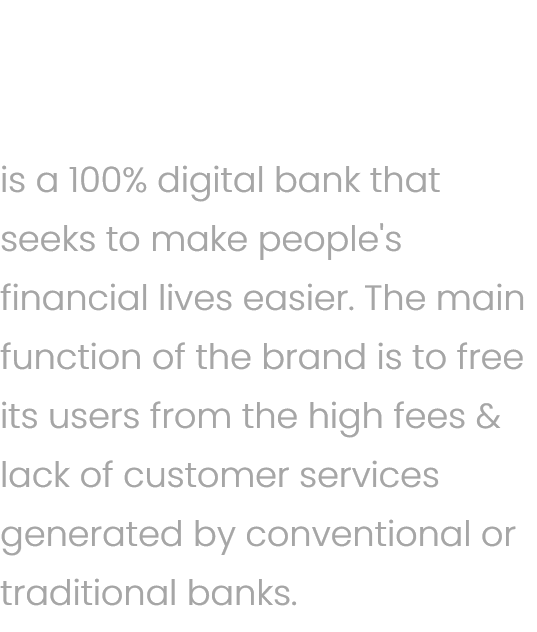 is a 100% digital bank that
seeks to make people's
financial lives easier. The main
function of the brand is to free
its users from the high fees &
lack of customer services
generated by conventional or
traditional banks.